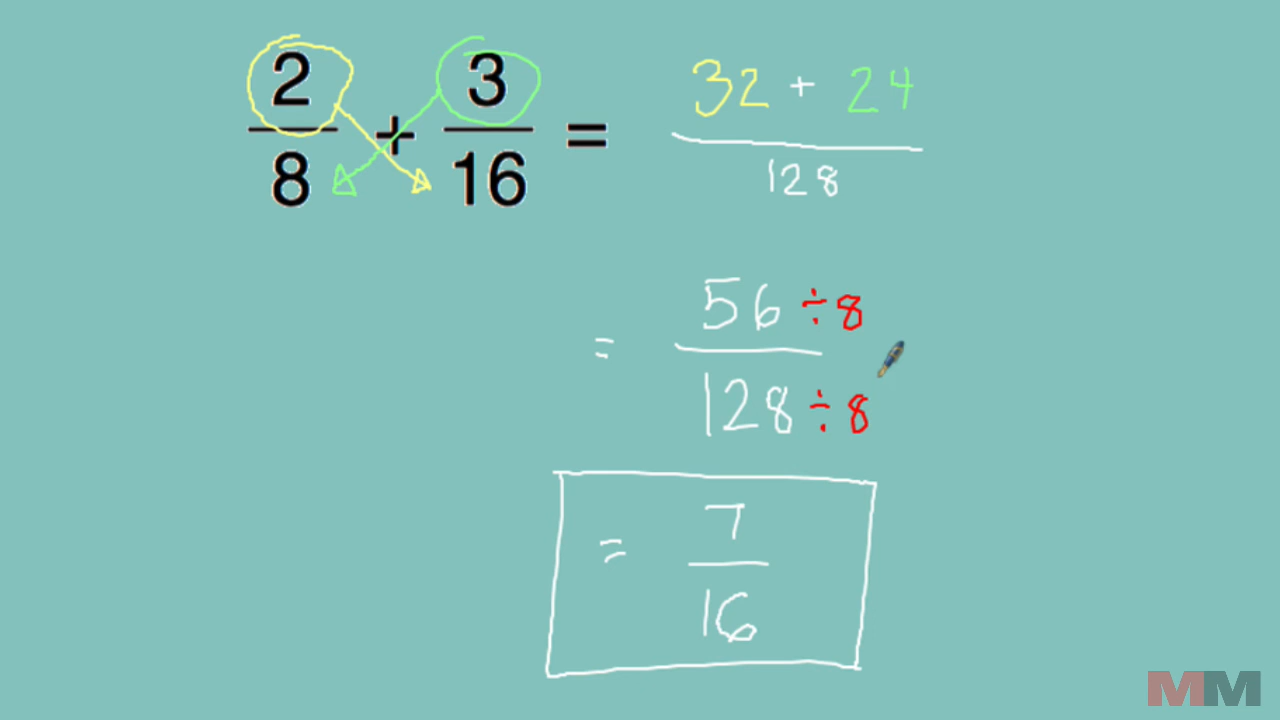 2/8 + 3/16 = 32 + 24/128
= 56 ÷8/128 ÷8
= 7/16
MM